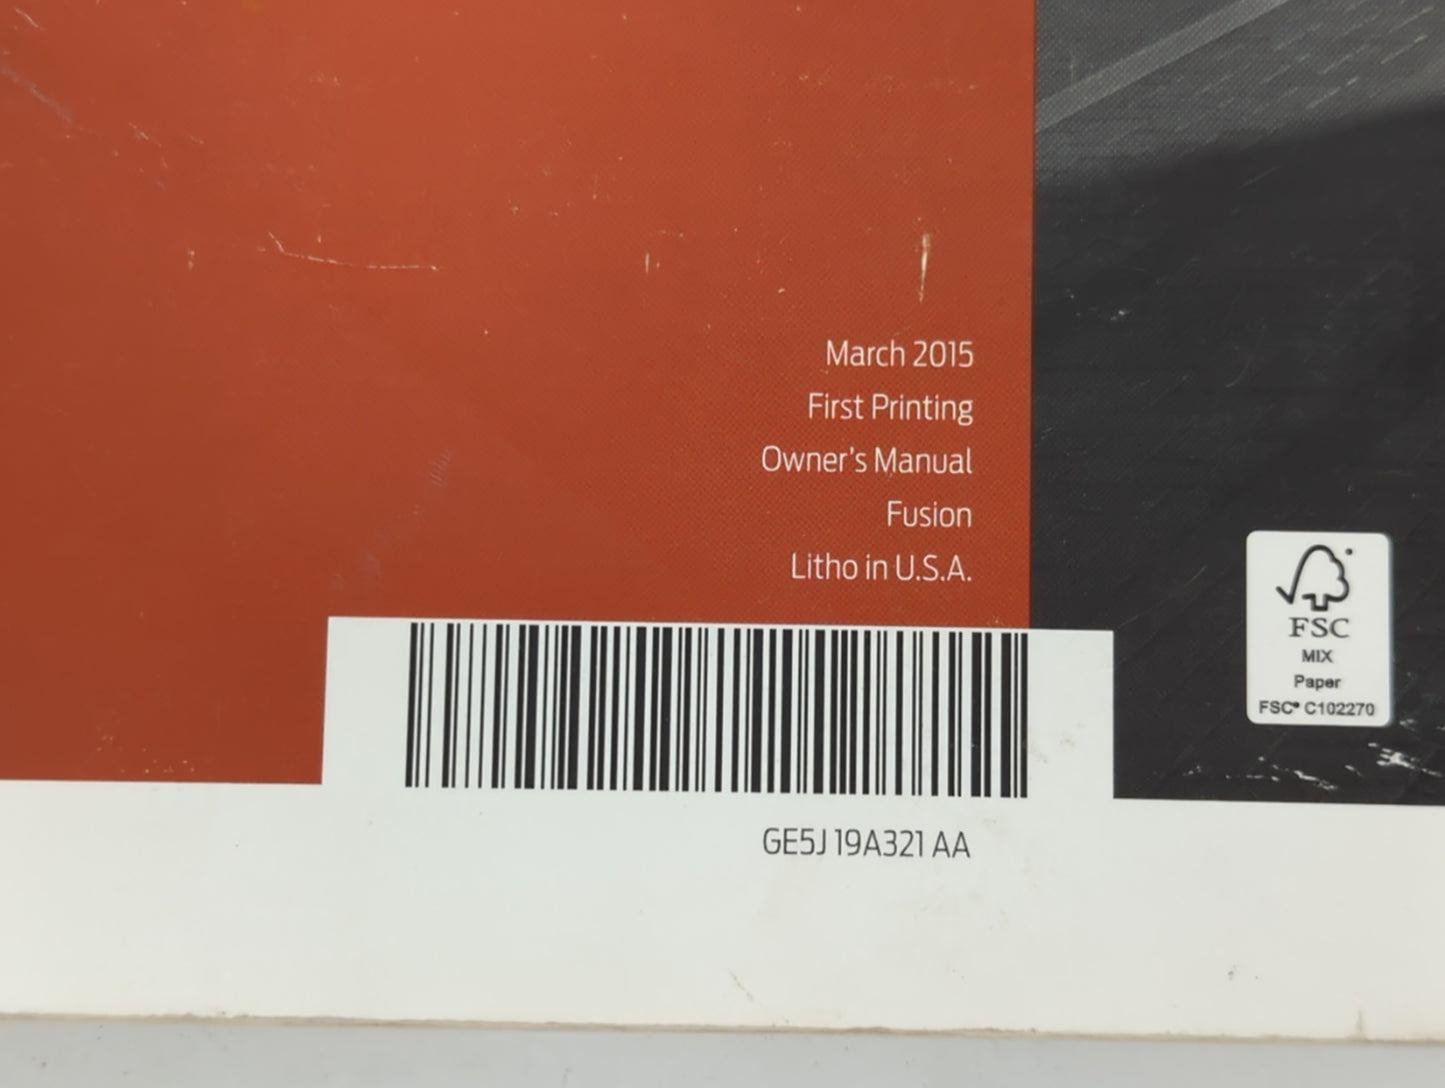 March 2015
First Printing
Owner's Manual
Fusion
Litho in U.S.A.
FSC
MIX
Paper
FSC® C102270
GE5J 19A321 AA